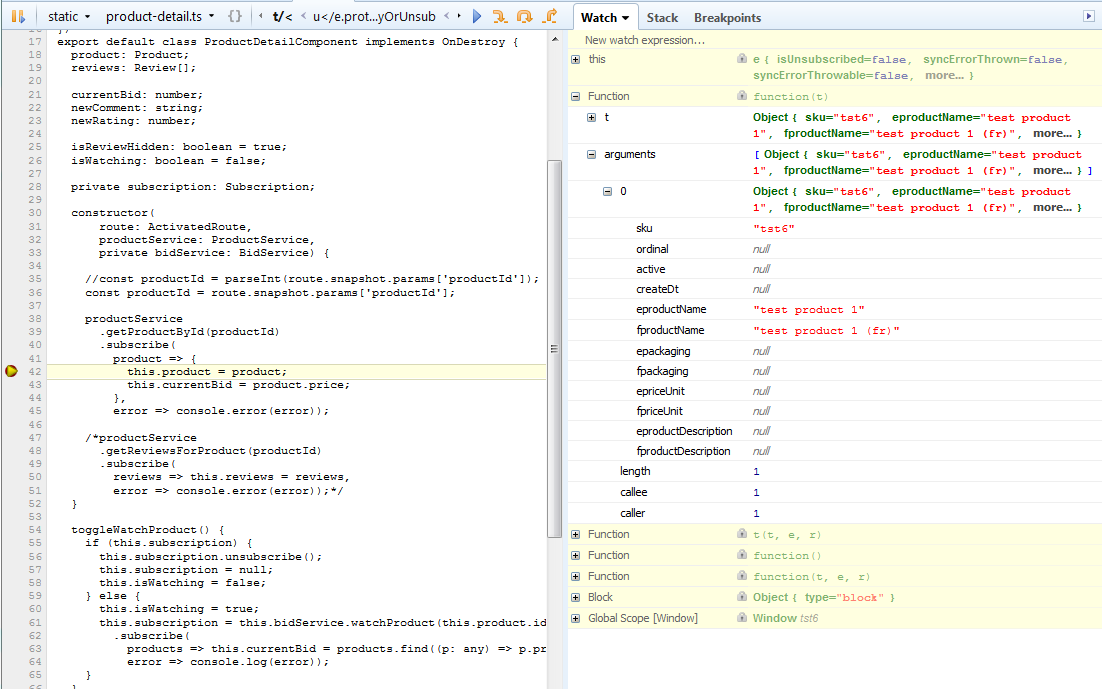 static product-detail.ts {} t/< < u</e.prot...yOrUnsub <
Watch Stack Breakpoints
17 export default class ProductDetailComponent implements OnDestroy {
18 product: Product;
19 reviews: Review[];
20
21 currentBid: number;
22 newComment: string;
23 newRating: number;
24
25 isReviewHidden: boolean = true;
26 isWatching: boolean = false;
27
28 private subscription: Subscription;
29
30 constructor(
31 route: ActivatedRoute,
32 productService: ProductService,
33 private bidService: BidService) {
34
35 //const productId = parseInt(route.snapshot.params['productId']);
36 const productId = route.snapshot.params['productId'];
37
38 productService
39 .getProductById(productId)
40 .subscribe(
41 product => {
42 this.product = product;
43 this.currentBid = product.price;
44 },
45 error => console.error(error));
46
47 /*productService
48 .getReviewsForProduct(productId)
49 .subscribe(
50 reviews => this.reviews = reviews,
51 error => console.error(error));*/
52 }
53
54 toggleWatchProduct() {
55 if (this.subscription) {
56 this.subscription.unsubscribe();
57 this.subscription = null;
58 this.isWatching = false;
59 } else {
60 this.isWatching = true;
61 this.subscription = this.bidService.watchProduct(this.product.id
62 .subscribe(
63 products => this.currentBid = products.find((p: any) => p.pr
64 error => console.log(error));
65 }
New watch expression...
this e { isUnsubscribed=false, syncErrorThrown=false,
syncErrorThrowable=false, more... }
Function function(t)
t Object { sku="tst6", eproductName="test product
1", fproductName="test product 1 (fr)", more... }
arguments [ Object { sku="tst6", eproductName="test product
1", fproductName="test product 1 (fr)", more... } ]
0 Object { sku="tst6", eproductName="test product
1", fproductName="test product 1 (fr)", more... }
sku "tst6"
ordinal null
active null
createDt null
eproductName "test product 1"
fproductName "test product 1 (fr)"
epackaging null
fpackaging null
epriceUnit null
fpriceUnit null
eproductDescription null
fproductDescription null
length 1
callee 1
caller 1
Function t(t, e, r)
Function function()
Function function(t, e, r)
Block Object { type="block" }
Global Scope [Window] Window tst6